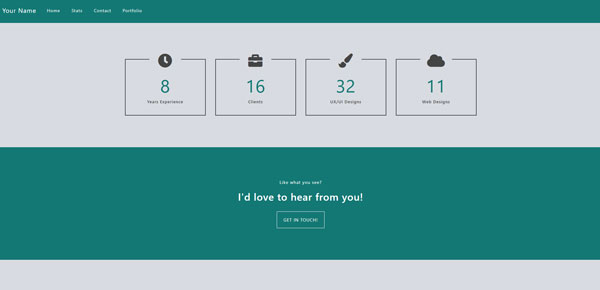 Your Name Home Stats Contact Portfolio
8 16 32 11
Years Experience Clients UX/UI Designs Web Designs
Like what you see?
I'd love to hear from you!
GET IN TOUCH!